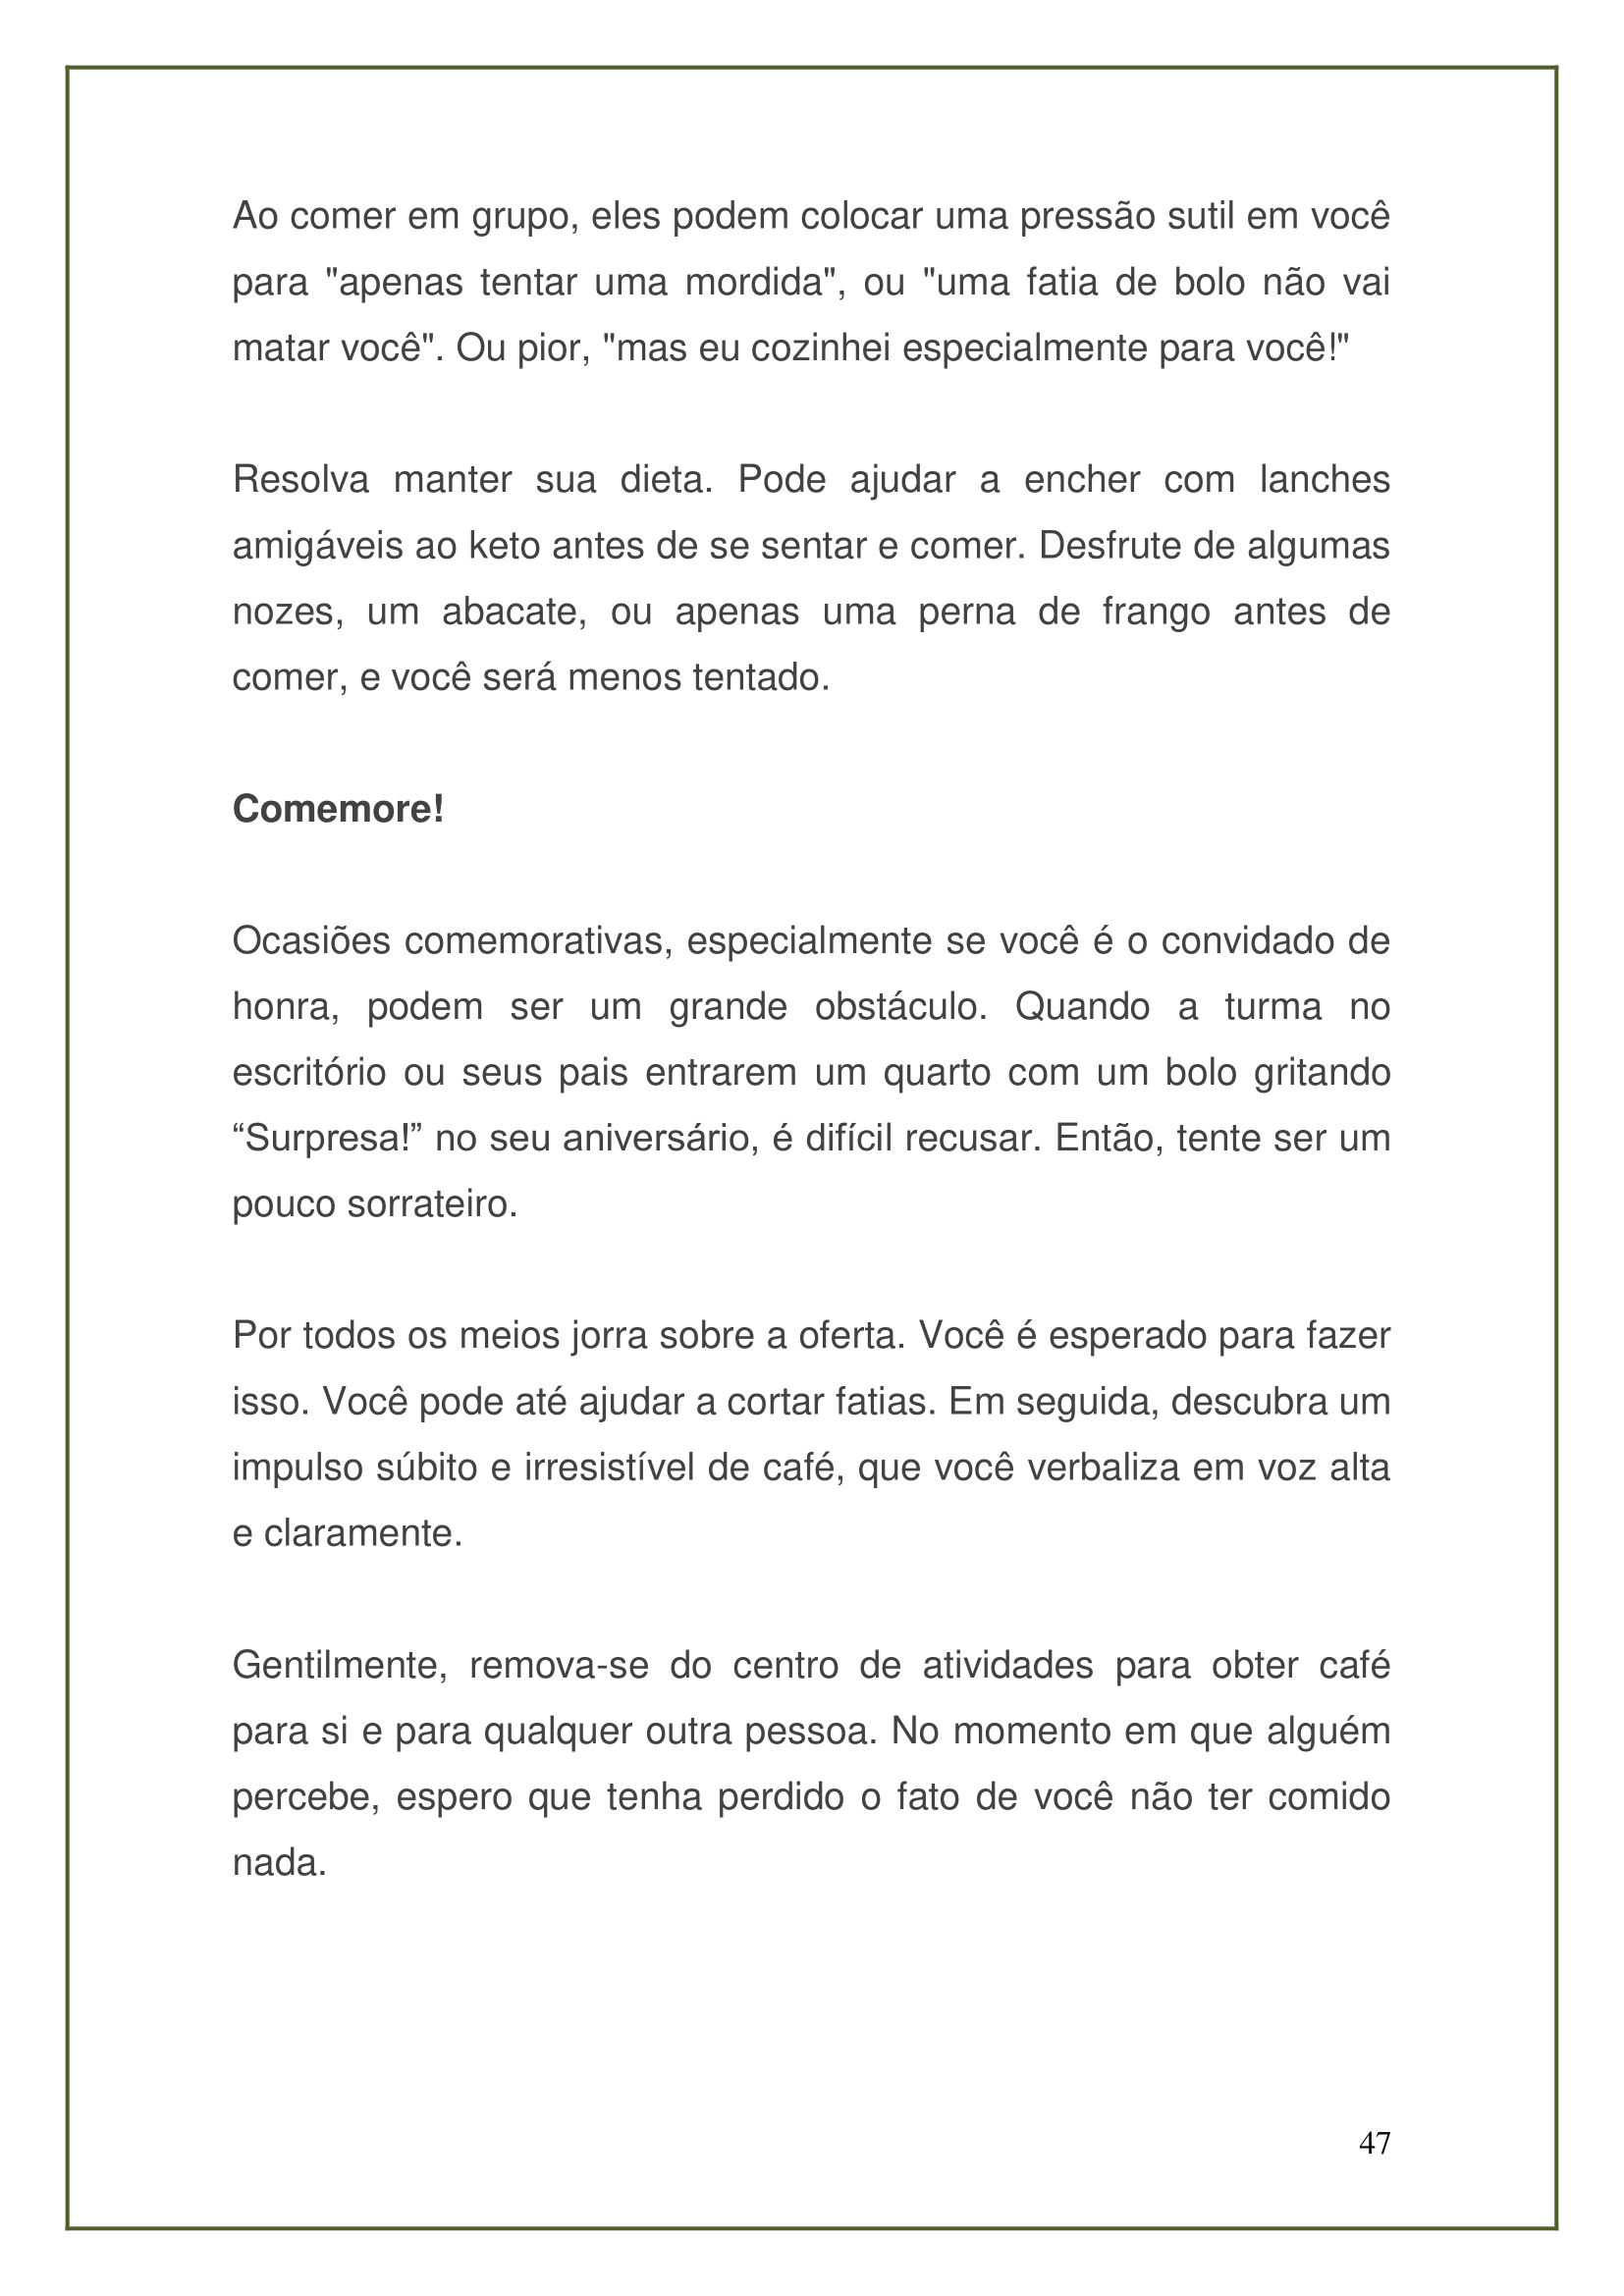 Ao comer em grupo, eles podem colocar uma pressão sutil em você
para "apenas tentar uma mordida", ou "uma fatia de bolo não vai
matar você". Ou pior, "mas eu cozinhei especialmente para você!"
Resolva manter sua dieta. Pode ajudar a encher com lanches
amigáveis ao keto antes de se sentar e comer. Desfrute de algumas
nozes, um abacate, ou apenas uma perna de frango antes de
comer, e você será menos tentado.
Comemore!
Ocasiões comemorativas, especialmente se você é o convidado de
honra, podem ser um grande obstáculo. Quando a turma no
escritório ou seus pais entrarem um quarto com um bolo gritando
“Surpresa!” no seu aniversário, é difícil recusar. Então, tente ser um
pouco sorrateiro.
Por todos os meios jorra sobre a oferta. Você é esperado para fazer
isso. Você pode até ajudar a cortar fatias. Em seguida, descubra um
impulso súbito e irresistível de café, que você verbaliza em voz alta
e claramente.
Gentilmente, remova-se do centro de atividades para obter café
para si e para qualquer outra pessoa. No momento em que alguém
percebe, espero que tenha perdido o fato de você não ter comido
nada.
47